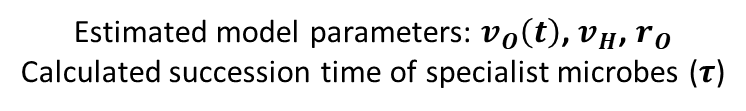 Estimated model parameters: v_O(t), v_H, r_O
Calculated succession time of specialist microbes (τ)